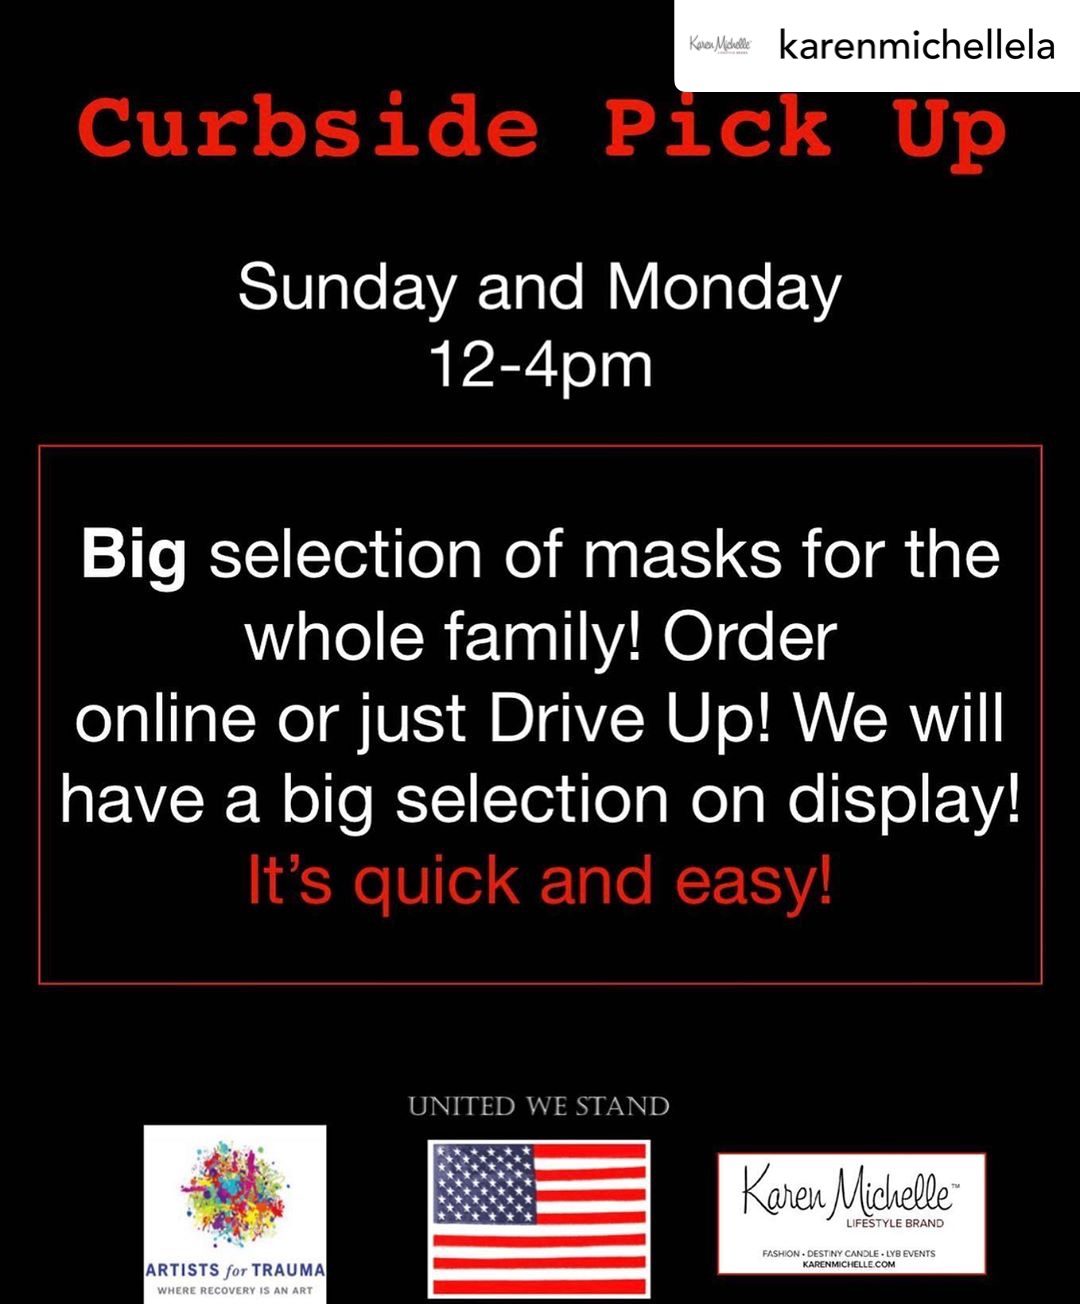 Karen Michelle
karenmichellela
Curbside Pick Up
Sunday and Monday
12-4pm
Big selection of masks for the
whole family! Order
online or just Drive Up! We will
have a big selection on display!
It’s quick and easy!
UNITED WE STAND
ARTISTS for TRAUMA
WHERE RECOVERY IS AN ART
Karen Michelle™
LIFESTYLE BRAND
FASHION • DESTINY CANDLE • LYB EVENTS
KARENMICHELLE.COM